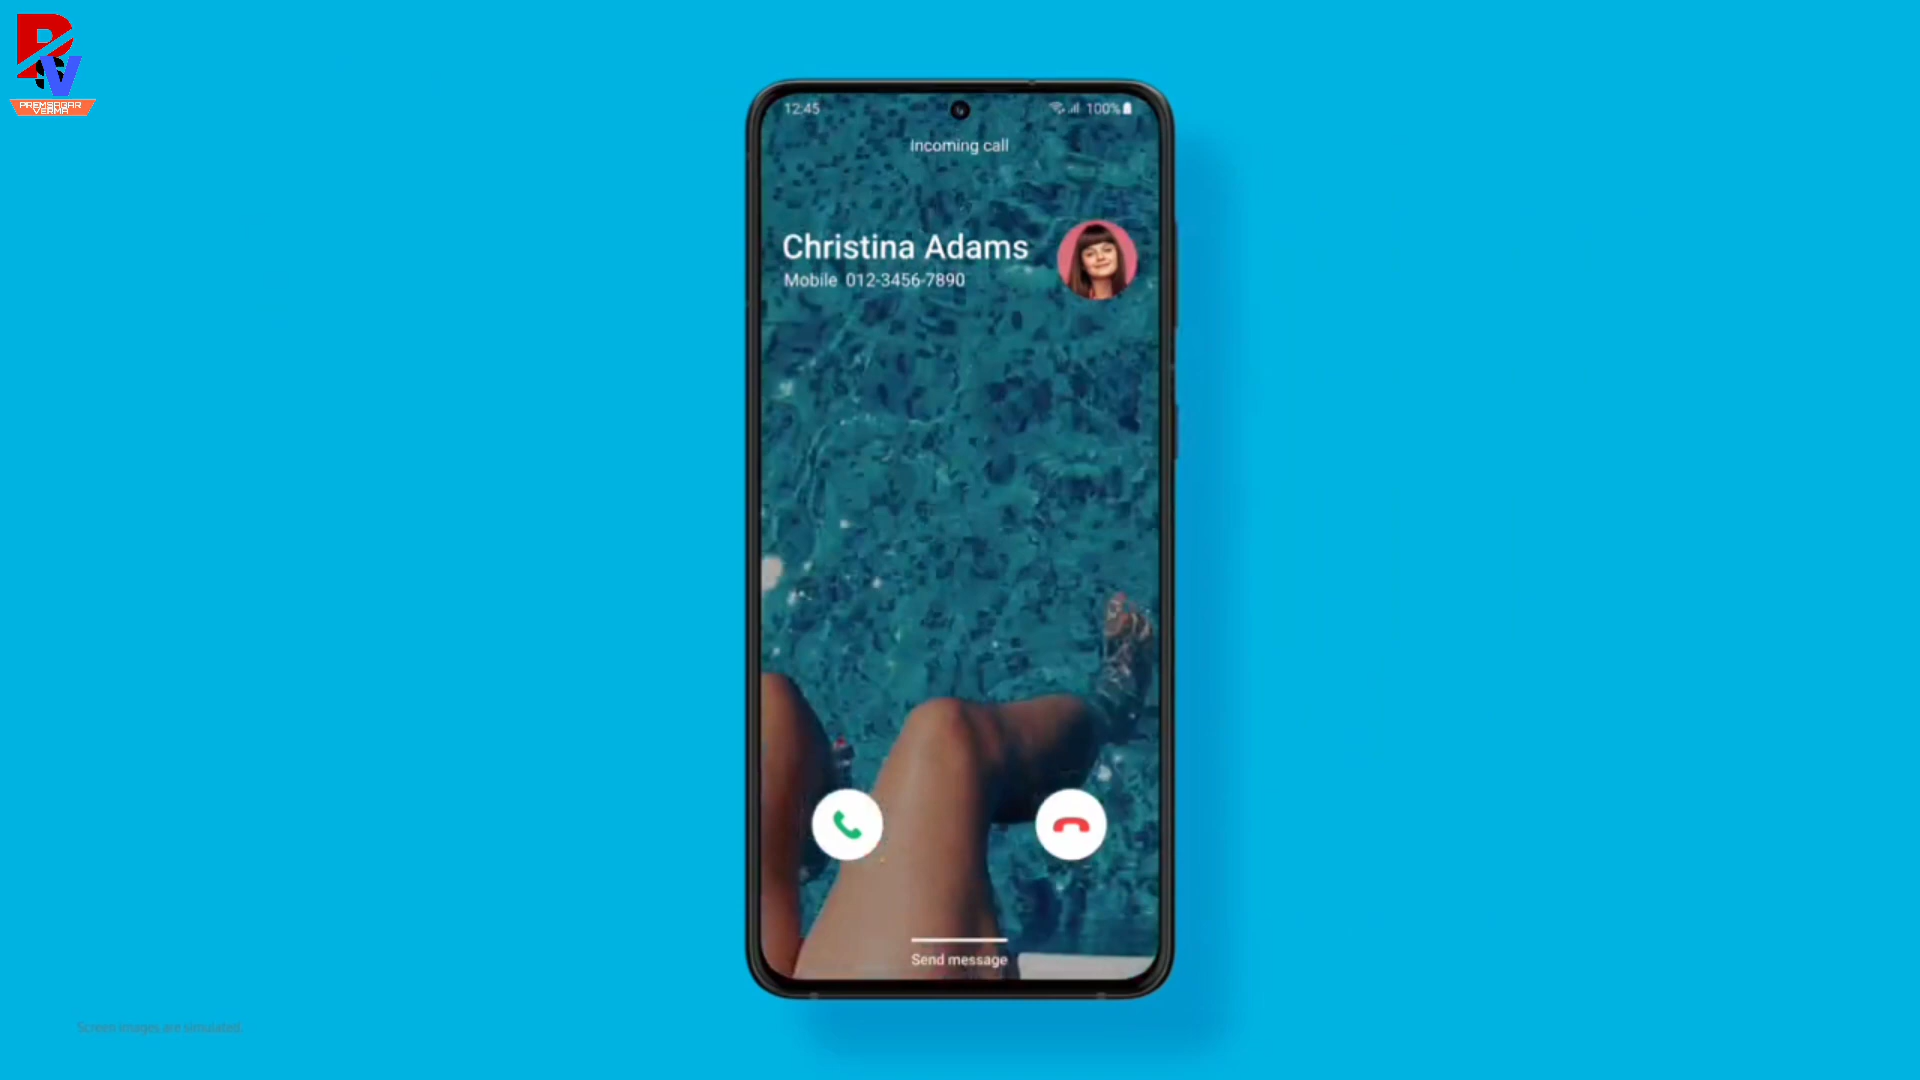 PREMSAGAR
VERMA
12:45
100%
Incoming call
Christina Adams
Mobile 012-3456-7890
Send message
Screen images are simulated.